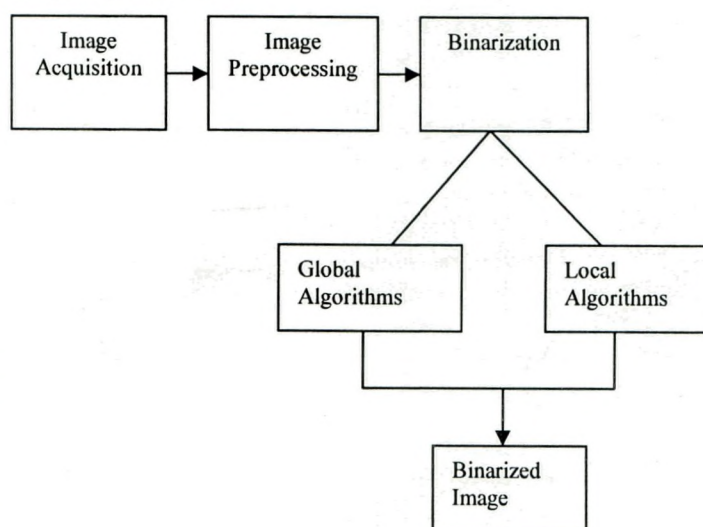 Image
Acquisition
Image
Preprocessing
Binarization
Global
Algorithms
Local
Algorithms
Binarized
Image